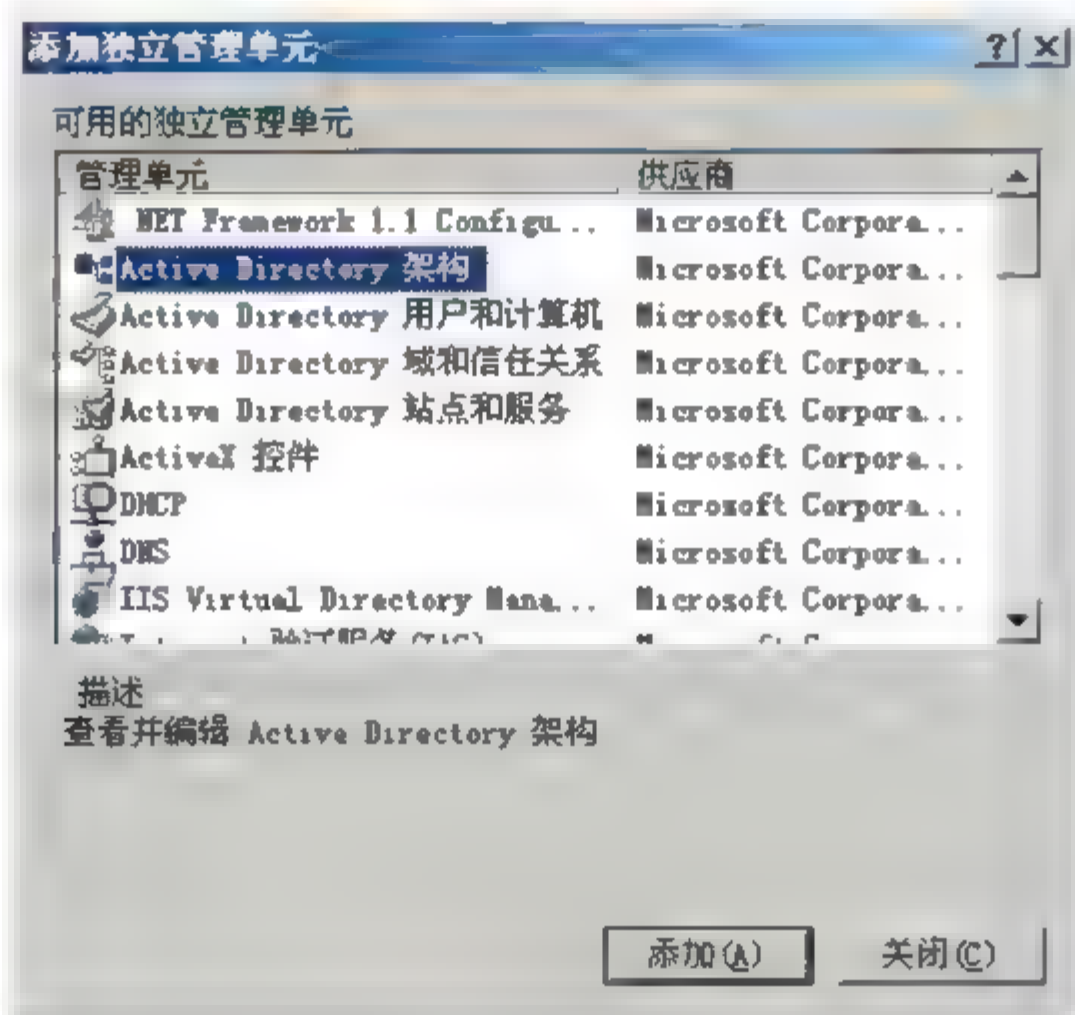 添加独立管理单元
可用的独立管理单元
管理单元 供应商
.NET Framework 1.1 Configu... Microsoft Corpora...
Active Directory 架构 Microsoft Corpora...
Active Directory 用户和计算机 Microsoft Corpora...
Active Directory 域和信任关系 Microsoft Corpora...
Active Directory 站点和服务 Microsoft Corpora...
ActiveX 控件 Microsoft Corpora...
DHCP Microsoft Corpora...
DNS Microsoft Corpora...
IIS Virtual Directory Mana... Microsoft Corpora...
描述
查看并编辑 Active Directory 架构
添加(A) 关闭(C)